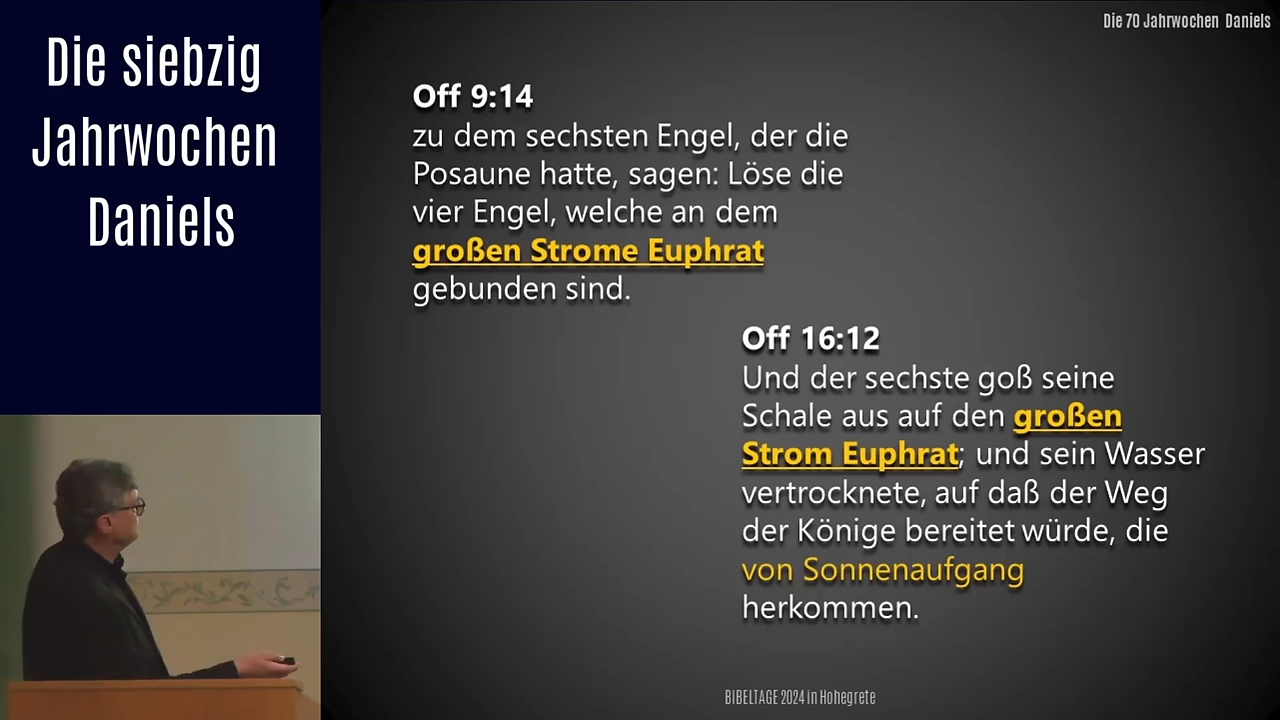 Die siebzig
Jahrwochen
Daniels
Die 70 Jahrwochen Daniels
Off 9:14
zu dem sechsten Engel, der die
Posaune hatte, sagen: Löse die
vier Engel, welche an dem
großen Strome Euphrat
gebunden sind.
Off 16:12
Und der sechste goß seine
Schale aus auf den großen
Strom Euphrat; und sein Wasser
vertrocknete, auf daß der Weg
der Könige bereitet würde, die
von Sonnenaufgang
herkommen.
BIBELTAGE 2024 in Hohegrete